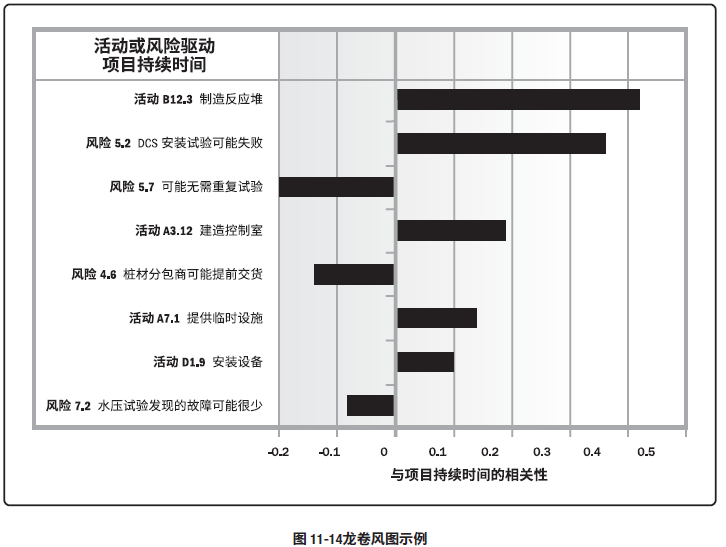 活动或风险驱动
项目持续时间
活动 B12.3 制造反应堆
风险 5.2 DCS 安装试验可能失败
风险 5.7 可能无需重复试验
活动 A3.12 建造控制室
风险 4.6 桩材分包商可能提前交货
活动 A7.1 提供临时设施
活动 D1.9 安装设备
风险 7.2 水压试验发现的故障可能很少
-0.2 -0.1 0 0.1 0.2 0.3 0.4 0.5
与项目持续时间的相关性
图 11-14龙卷风图示例